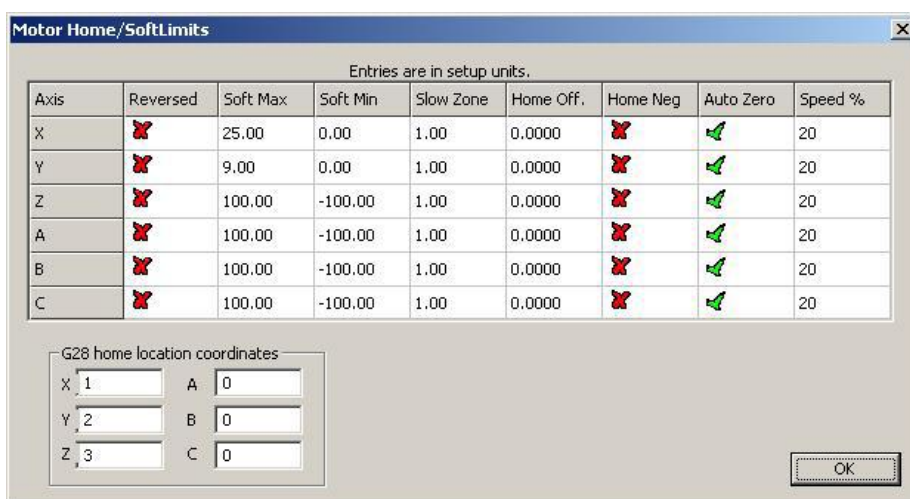 Motor Home/SoftLimits
Entries are in setup units.
Axis Reversed Soft Max Soft Min Slow Zone Home Off. Home Neg Auto Zero Speed %
X 25.00 0.00 1.00 0.0000 20
Y 9.00 0.00 1.00 0.0000 20
Z 100.00 -100.00 1.00 0.0000 20
A 100.00 -100.00 1.00 0.0000 20
B 100.00 -100.00 1.00 0.0000 20
C 100.00 -100.00 1.00 0.0000 20
G28 home location coordinates
X 1 A 0
Y 2 B 0
Z 3 C 0
OK